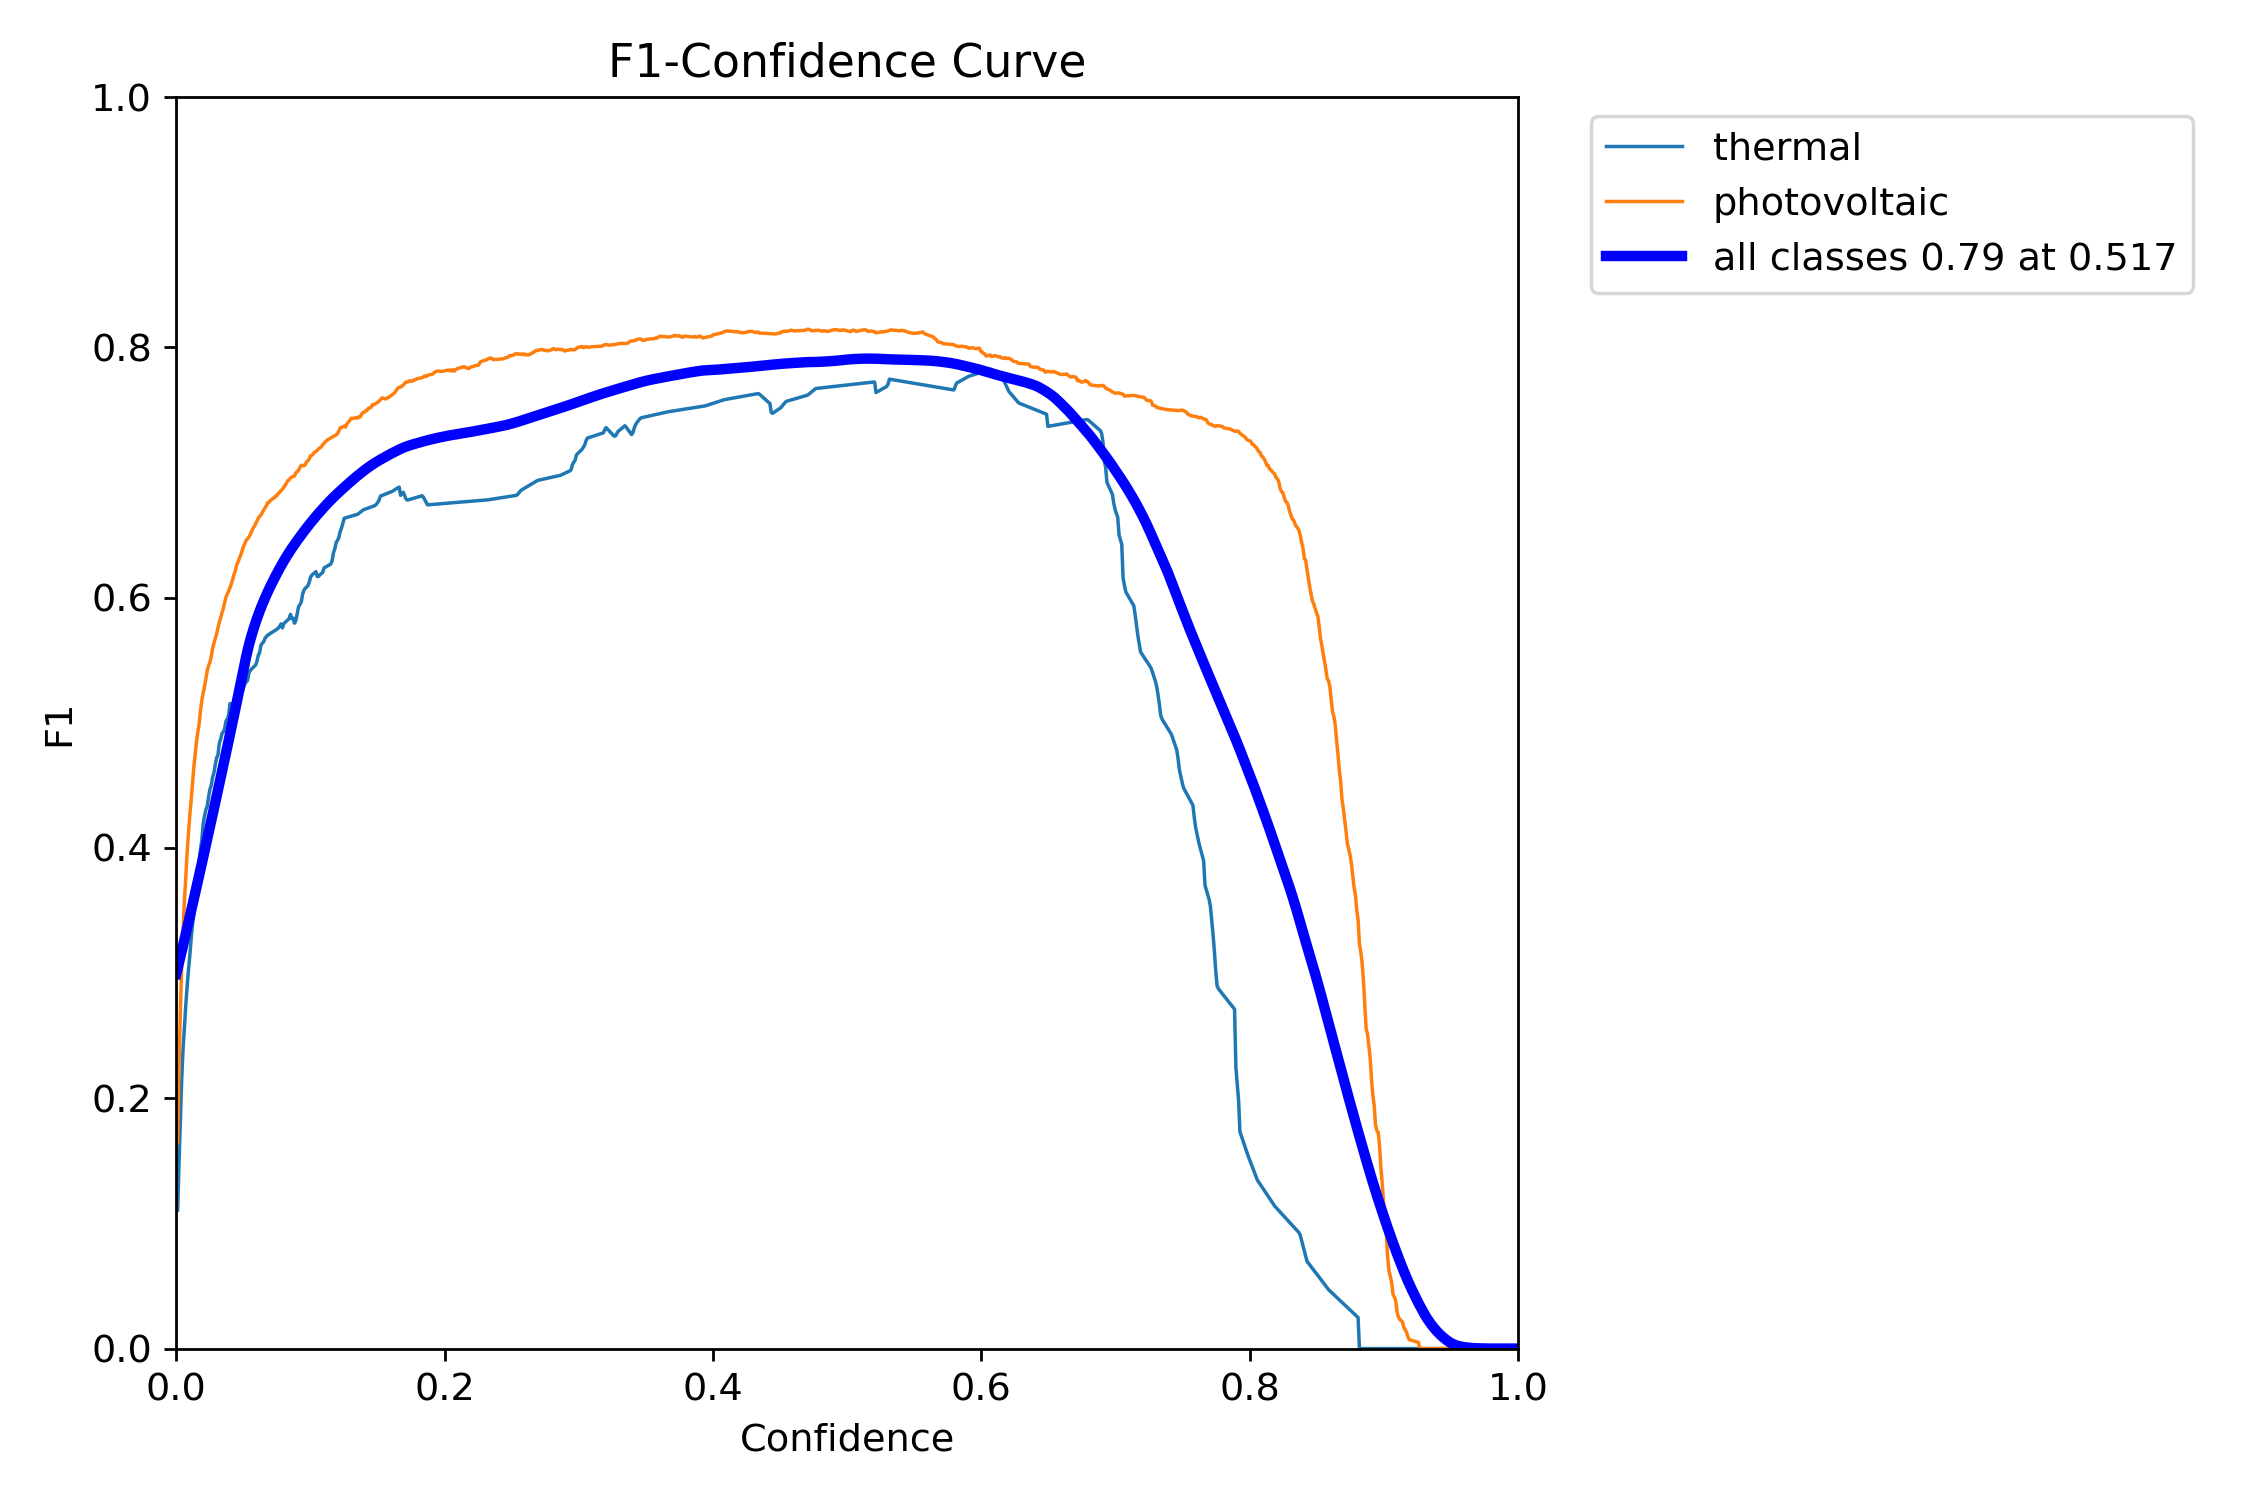 F1-Confidence Curve
1.0
0.8
0.6
0.4
0.2
0.0
F1
0.0 0.2 0.4 0.6 0.8 1.0
Confidence
thermal
photovoltaic
all classes 0.79 at 0.517